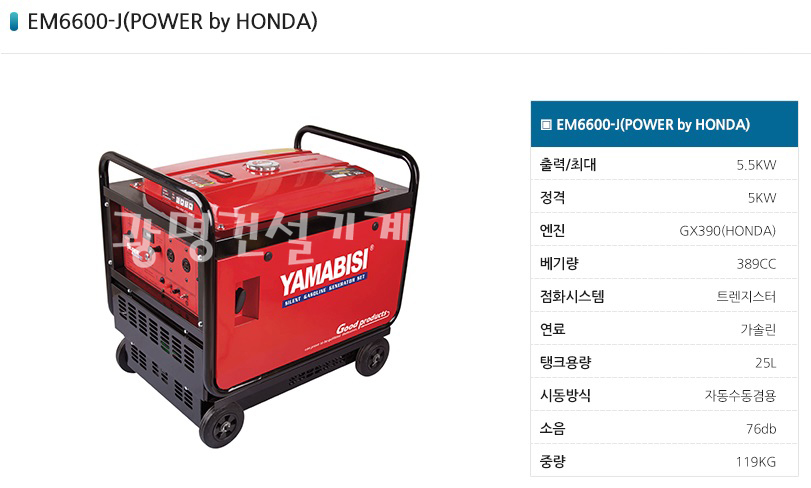 EM6600-J(POWER by HONDA)
광명건설기계
YAMABISI®
SILENT GASOLINE GENERATOR SET
Good products
▣ EM6600-J(POWER by HONDA)
출력/최대 5.5KW
정격 5KW
엔진 GX390(HONDA)
베기량 389CC
점화시스템 트렌지스터
연료 가솔린
탱크용량 25L
시동방식 자동수동겸용
소음 76db
중량 119KG